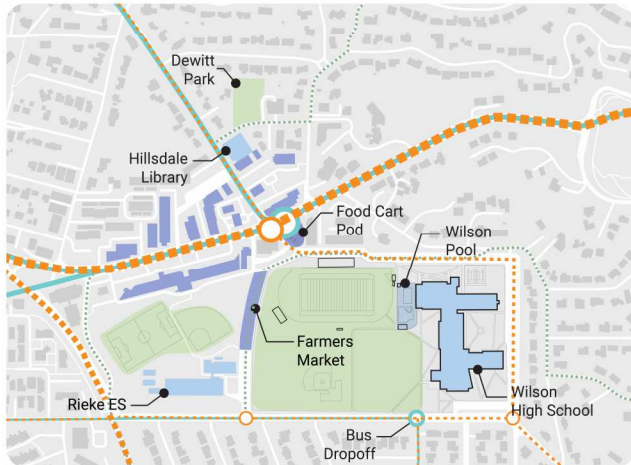 Dewitt
Park
Hillsdale
Library
Food Cart
Pod
Wilson
Pool
Farmers
Market
Rieke ES
Wilson
High School
Bus
Dropoff